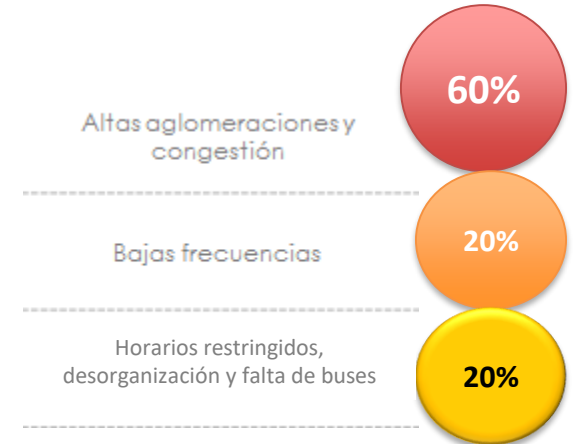 60%
Altas aglomeraciones y
congestión
20%
Bajas frecuencias
Horarios restringidos,
desorganización y falta de buses
20%